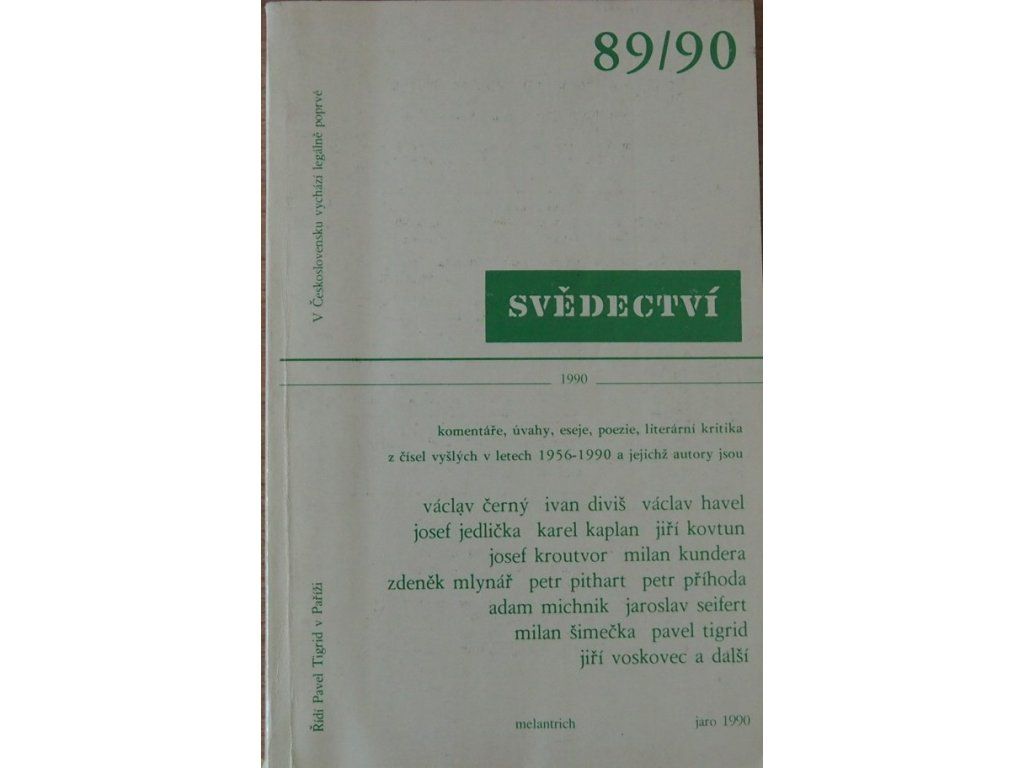 89/90
V Československu vychází legálně poprvé
SVĚDECTVÍ
1990
komentáře, úvahy, eseje, poezie, literární kritika
z čísel vyšlých v letech 1956-1990 a jejichž autory jsou
václav černý ivan diviš václav havel
josef jedlička karel kaplan jiří kovtun
josef kroutvor milan kundera
zdeněk mlynář petr pithart petr příhoda
adam michnik jaroslav seifert
milan šimečka pavel tigrid
jiří voskovec a další
Řídí Pavel Tigrid v Paříži
melantrich jaro 1990